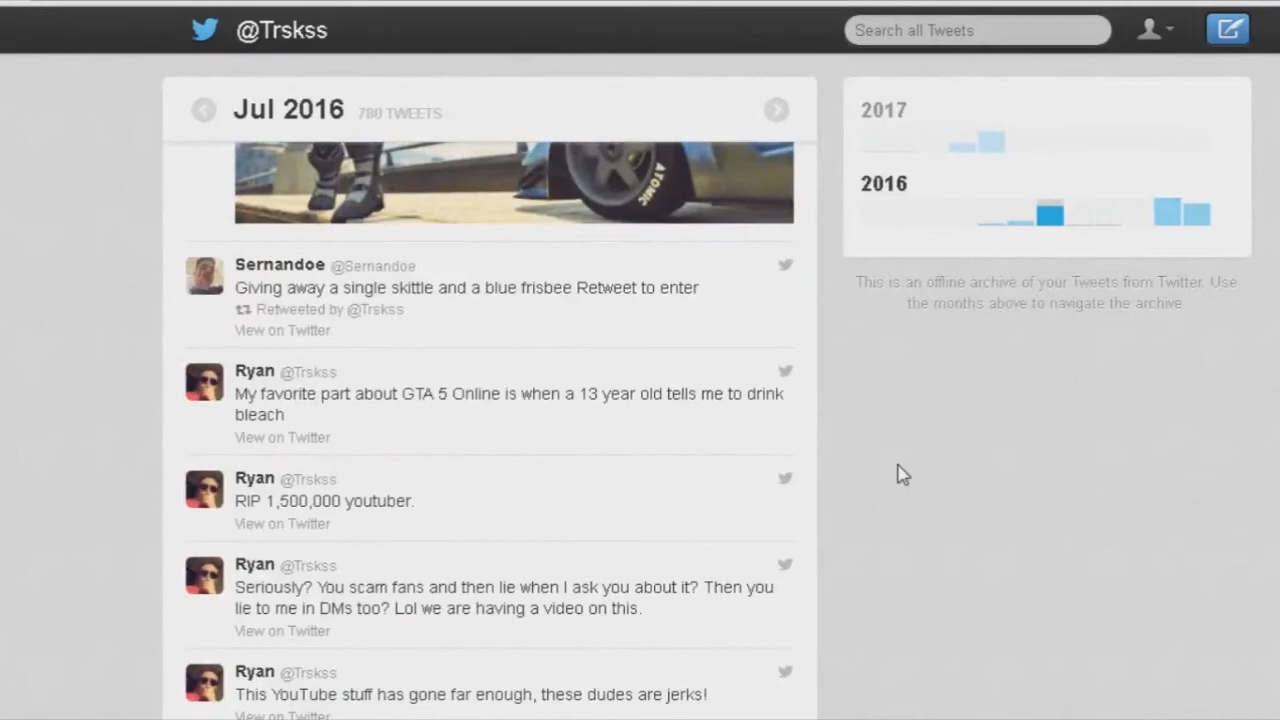 @Trskss
Search all Tweets
Jul 2016 780 TWEETS
ATOMIC
Sernandoe @Sernandoe
Giving away a single skittle and a blue frisbee Retweet to enter
Retweeted by @Trskss
View on Twitter
Ryan @Trskss
My favorite part about GTA 5 Online is when a 13 year old tells me to drink
bleach
View on Twitter
Ryan @Trskss
RIP 1,500,000 youtuber.
View on Twitter
Ryan @Trskss
Seriously? You scam fans and then lie when I ask you about it? Then you
lie to me in DMs too? Lol we are having a video on this.
View on Twitter
Ryan @Trskss
This YouTube stuff has gone far enough, these dudes are jerks!
View on Twitter
2017
2016
This is an offline archive of your Tweets from Twitter. Use
the months above to navigate the archive